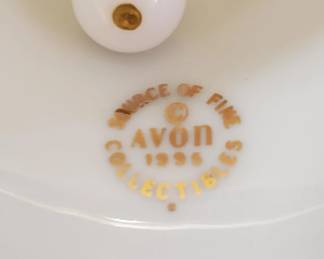 SOURCE OF FINE
©
AVON
1996
COLLECTIBLES